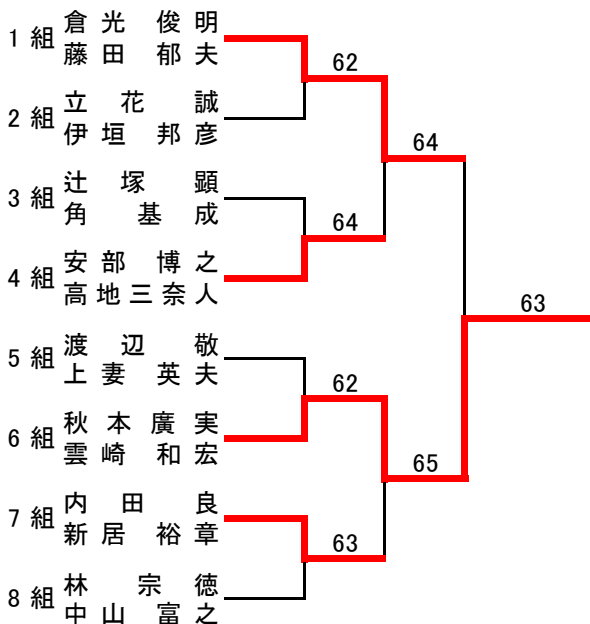 1 組 倉光 俊明
藤田 郁夫
62
2 組 立花 誠
伊垣 邦彦
64
3 組 辻塚 顕
角 基成
64
4 組 安部 博之
高地三奈人
63
5 組 渡辺 敬
上妻 英夫
62
6 組 秋本廣実
雲崎 和宏
65
7 組 内田 良
新居 裕章
63
8 組 林 宗徳
中山 富之